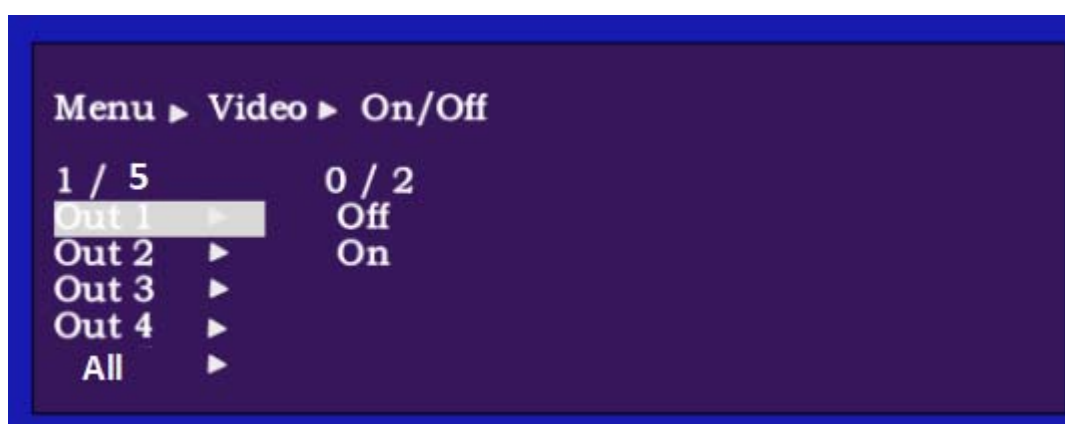 Menu ▶ Video ▶ On/Off
1 / 5 0 / 2
Out 1 ▶ Off
Out 2 ▶ On
Out 3 ▶
Out 4 ▶
All ▶